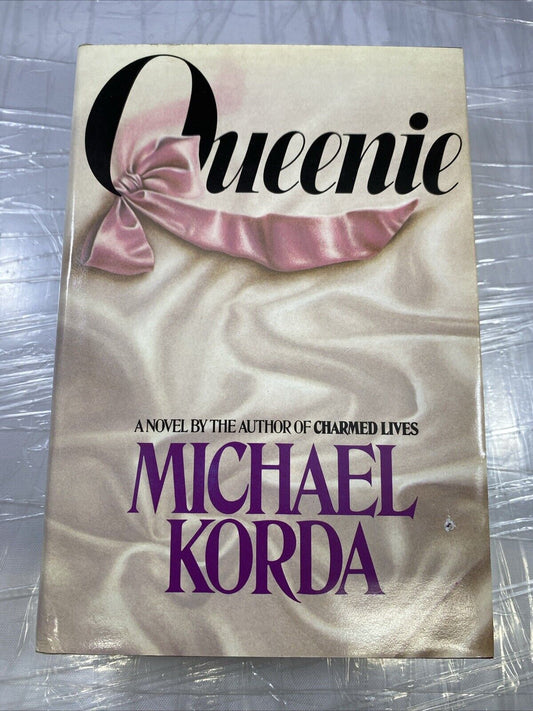 Queenie
A NOVEL BY THE AUTHOR OF CHARMED LIVES
MICHAEL
KORDA